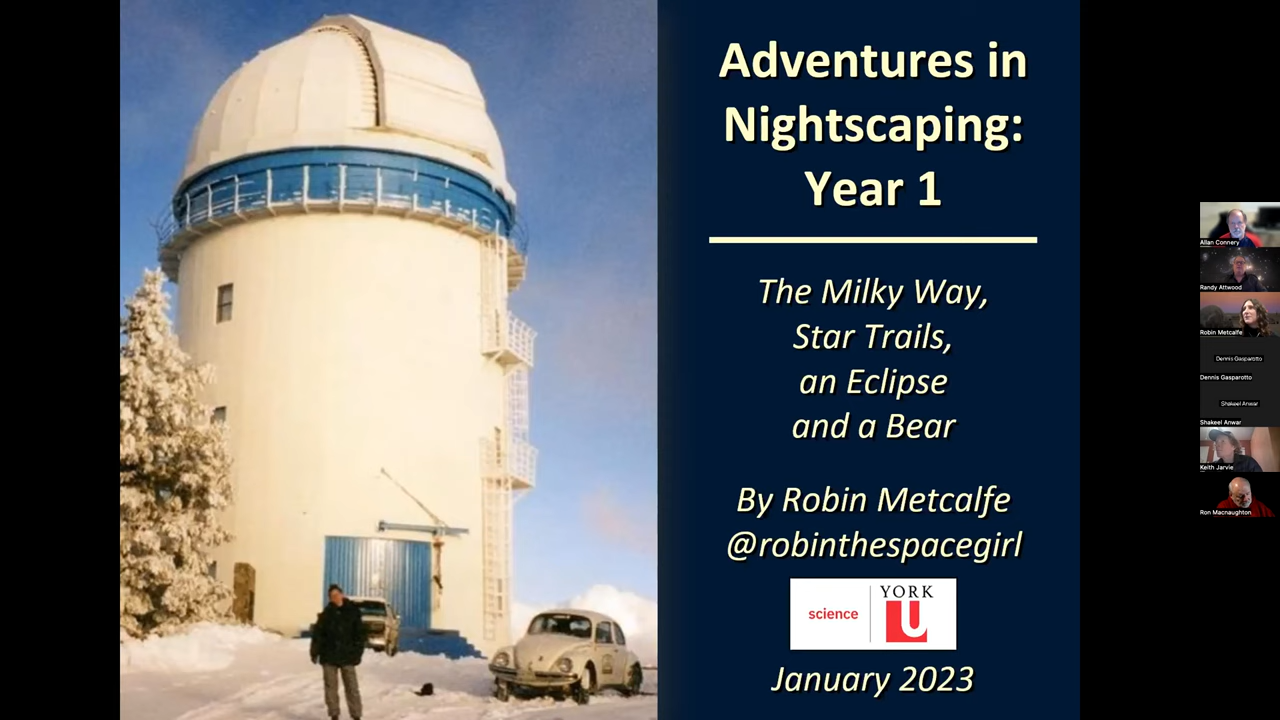 Adventures in
Nightscaping:
Year 1
The Milky Way,
Star Trails,
an Eclipse
and a Bear
By Robin Metcalfe
@robinthespacegirl
science
YORK
U
January 2023
Allan Connery
Randy Attwood
Robin Metcalfe
Dennis Gasparotto
Dennis Gasparotto
Shakeel Anwar
Shakeel Anwar
Keith Jarvie
Ron Macnaughton